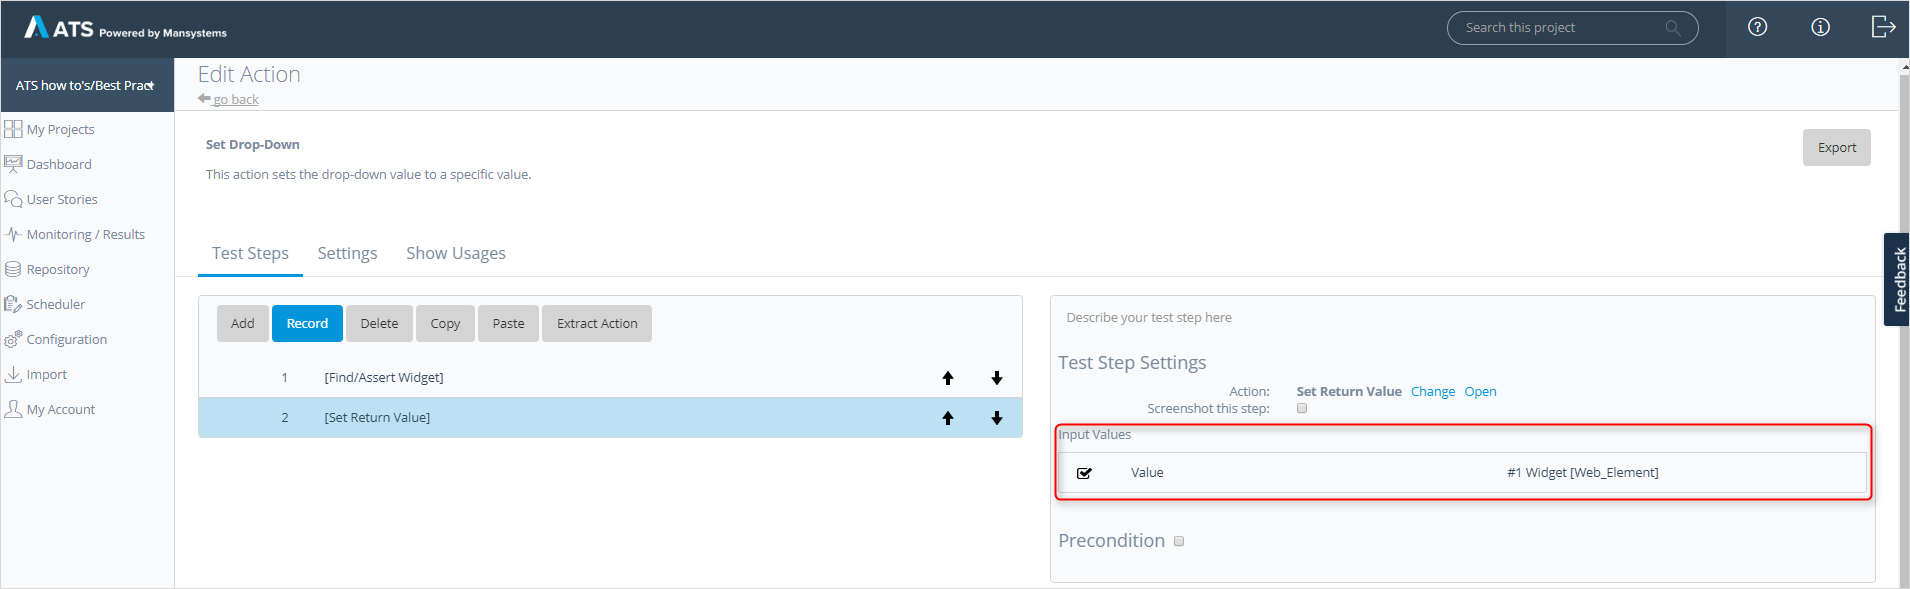 ATS Powered by Mansystems
Search this project
ATS how to's/Best Pract
Edit Action
go back
My Projects
Dashboard
User Stories
Monitoring / Results
Repository
Scheduler
Configuration
Import
My Account
Set Drop-Down
This action sets the drop-down value to a specific value.
Export
Feedback
Test Steps Settings Show Usages
Add Record Delete Copy Paste Extract Action
1 [Find/Assert Widget]
2 [Set Return Value]
Describe your test step here
Test Step Settings
Action: Set Return Value Change Open
Screenshot this step:
Input Values
Value #1 Widget [Web_Element]
Precondition